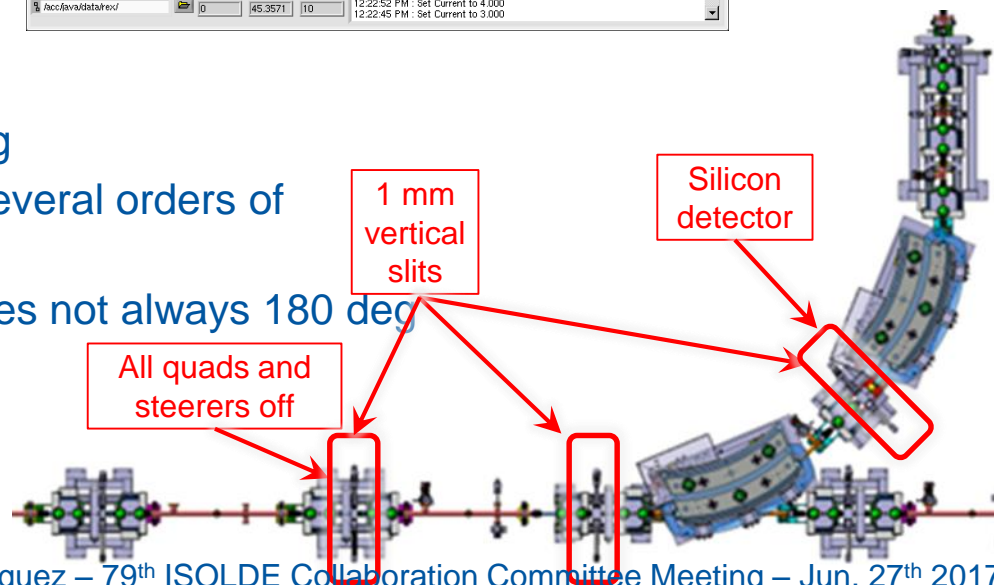 /acc/java/data/rex/
0
45.3571
10
12:22:52 PM : Set Current to 4.000
12:22:45 PM : Set Current to 3.000
everal orders of
es not always 180 deg
1 mm
vertical
slits
Silicon
detector
All quads and
steerers off
guez – 79th ISOLDE Collaboration Committee Meeting – Jun. 27th 2017